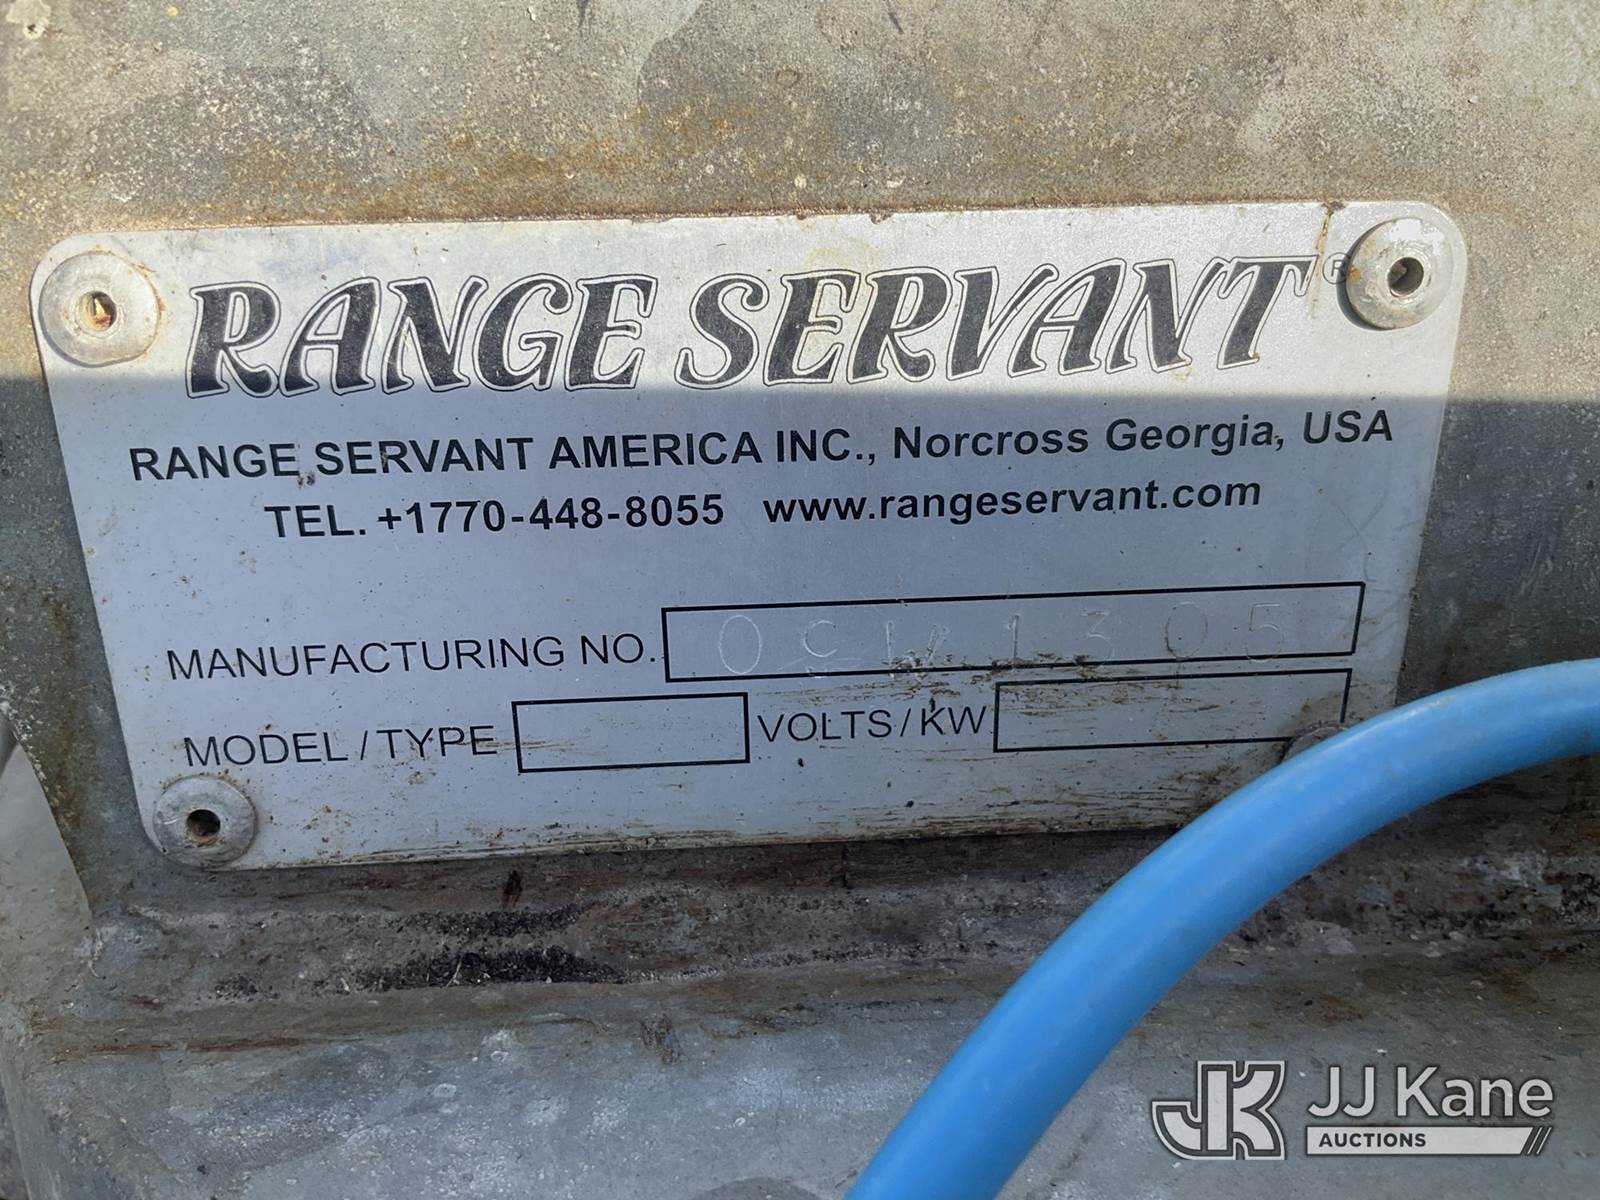 RANGE SERVANT®
RANGE SERVANT AMERICA INC., Norcross Georgia, USA
TEL. +1770-448-8055 www.rangeservant.com
MANUFACTURING NO.
MODEL/TYPE VOLTS/KW
JK JJ Kane
AUCTIONS